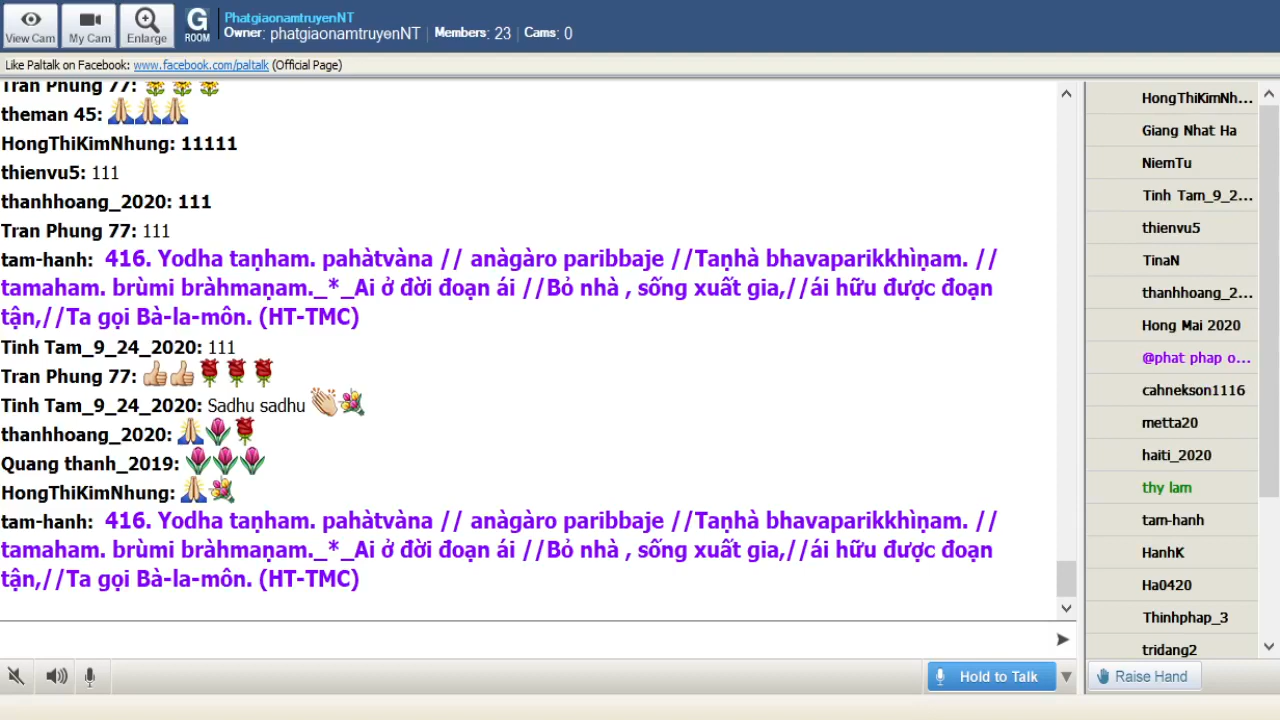 View Cam
My Cam
Enlarge
G
ROOM
PhatgiaonamtruyenNT
Owner: phatgiaonamtruyenNT | Members: 23 | Cams: 0
Like Paltalk on Facebook: www.facebook.com/paltalk (Official Page)
Tran Phung 77:
theman 45:
HongThiKimNhung: 11111
thienvu5: 111
thanhhoang_2020: 111
Tran Phung 77: 111
tam-hanh: 416. Yodha taṇham. pahàtvàna // anàgàro paribbaje //Taṇhà bhavaparikkhìṇam. //
tamaham. brùmi bràhmaṇam._*_Ai ở đời đoạn ái //Bỏ nhà , sống xuất gia,//ái hữu được đoạn
tận,//Ta gọi Bà-la-môn. (HT-TMC)
Tinh Tam_9_24_2020: 111
Tran Phung 77:
Tinh Tam_9_24_2020: Sadhu sadhu
thanhhoang_2020:
Quang thanh_2019:
HongThiKimNhung:
tam-hanh: 416. Yodha taṇham. pahàtvàna // anàgàro paribbaje //Taṇhà bhavaparikkhìṇam. //
tamaham. brùmi bràhmaṇam._*_Ai ở đời đoạn ái //Bỏ nhà , sống xuất gia,//ái hữu được đoạn
tận,//Ta gọi Bà-la-môn. (HT-TMC)
Hold to Talk
HongThiKimNh...
Giang Nhat Ha
NiemTu
Tinh Tam_9_2...
thienvu5
TinaN
thanhhoang_2...
Hong Mai 2020
@phat phap o...
cahnekson1116
metta20
haiti_2020
thy lam
tam-hanh
HanhK
Ha0420
Thinhphap_3
tridang2
Raise Hand